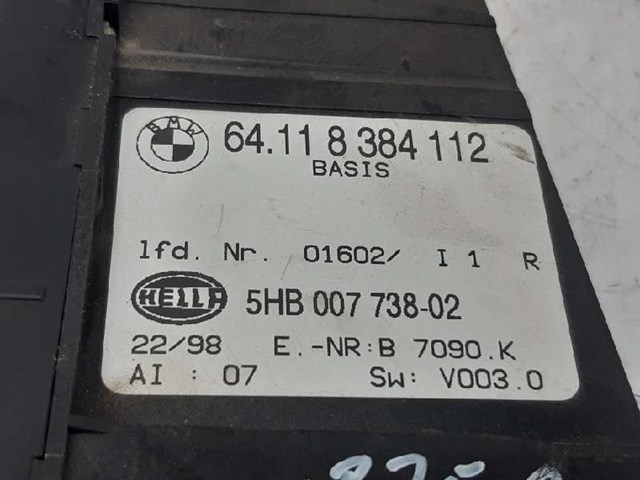 BMW
64.11 8 384 112
BASIS
lfd. Nr. 01602/ I 1 R
HELLA 5HB 007 738-02
22/98 E.-NR:B 7090.K
AI : 07 SW: V003.0